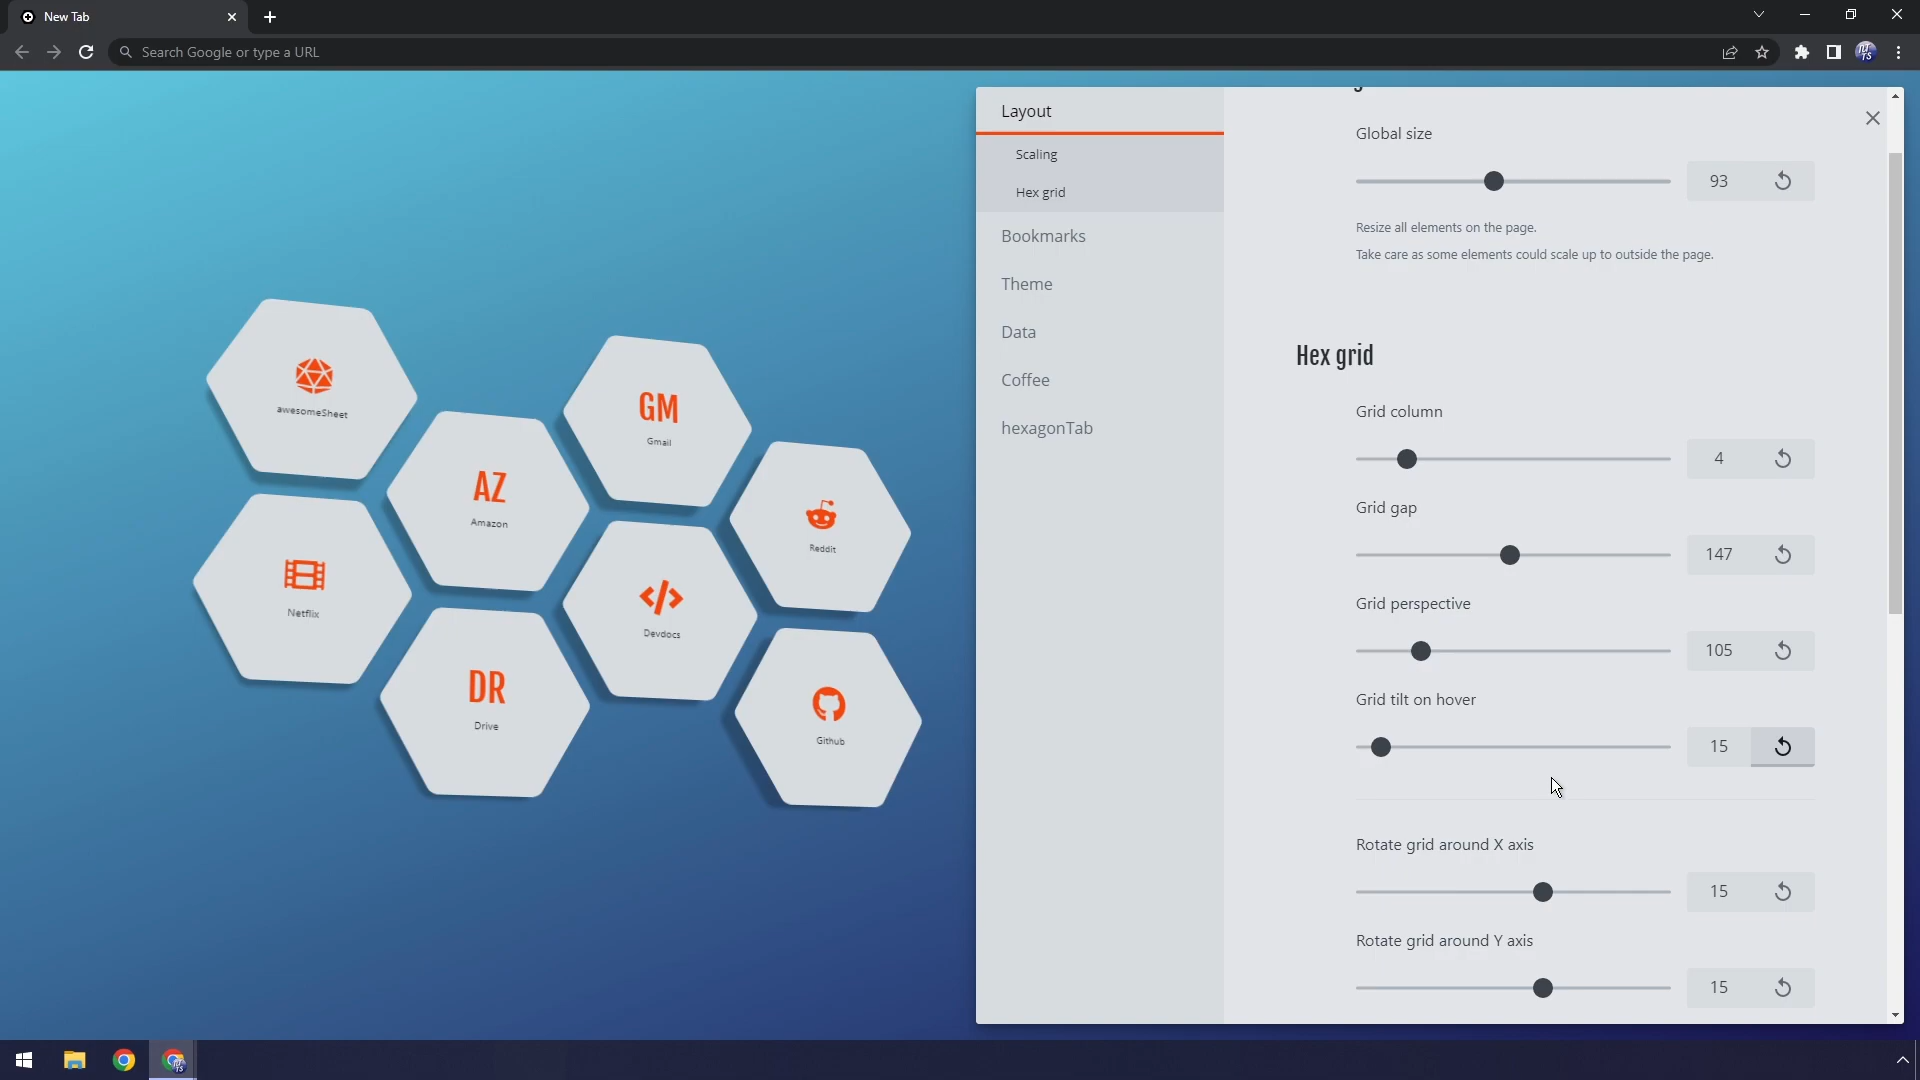 New Tab
Search Google or type a URL
Layout
Scaling
Hex grid
Bookmarks
Theme
Data
Coffee
hexagonTab
Global size
93
Resize all elements on the page.
Take care as some elements could scale up to outside the page.
Hex grid
Grid column
4
Grid gap
147
Grid perspective
105
Grid tilt on hover
15
Rotate grid around X axis
15
Rotate grid around Y axis
15
awesomeSheet
GM
Gmail
AZ
Amazon
Reddit
Netflix
Devdocs
DR
Drive
Github